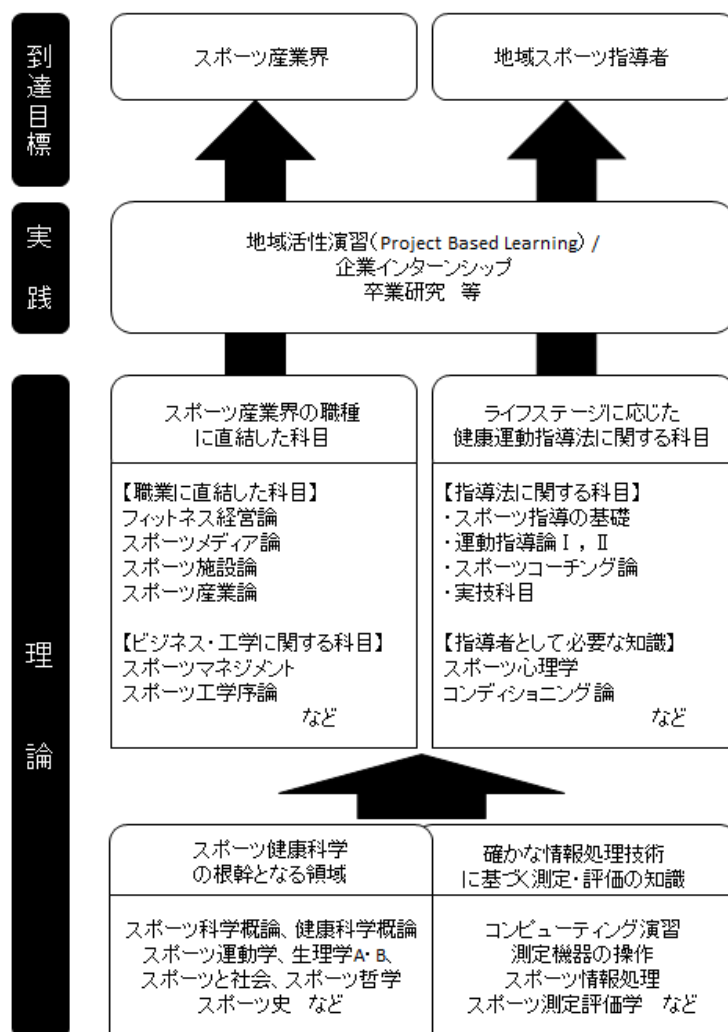 到達目標
スポーツ産業界
地域スポーツ指導者
実践
地域活性演習(Project Based Learning) /
企業インターンシップ
卒業研究 等
理論
スポーツ産業界の職種
に直結した科目
【職業に直結した科目】
フィットネス経営論
スポーツメディア論
スポーツ施設論
スポーツ産業論
【ビジネス・工学に関する科目】
スポーツマネジメント
スポーツ工学序論
など
ライフステージに応じた
健康運動指導法に関する科目
【指導法に関する科目】
・スポーツ指導の基礎
・運動指導論Ⅰ，Ⅱ
・スポーツコーチング論
・実技科目
【指導者として必要な知識】
スポーツ心理学
コンディショニング論
など
スポーツ健康科学
の根幹となる領域
スポーツ科学概論、健康科学概論
スポーツ運動学、生理学A・B、
スポーツと社会、スポーツ哲学
スポーツ史 など
確かな情報処理技術
に基づく測定・評価の知識
コンピューティング演習
測定機器の操作
スポーツ情報処理
スポーツ測定評価学 など